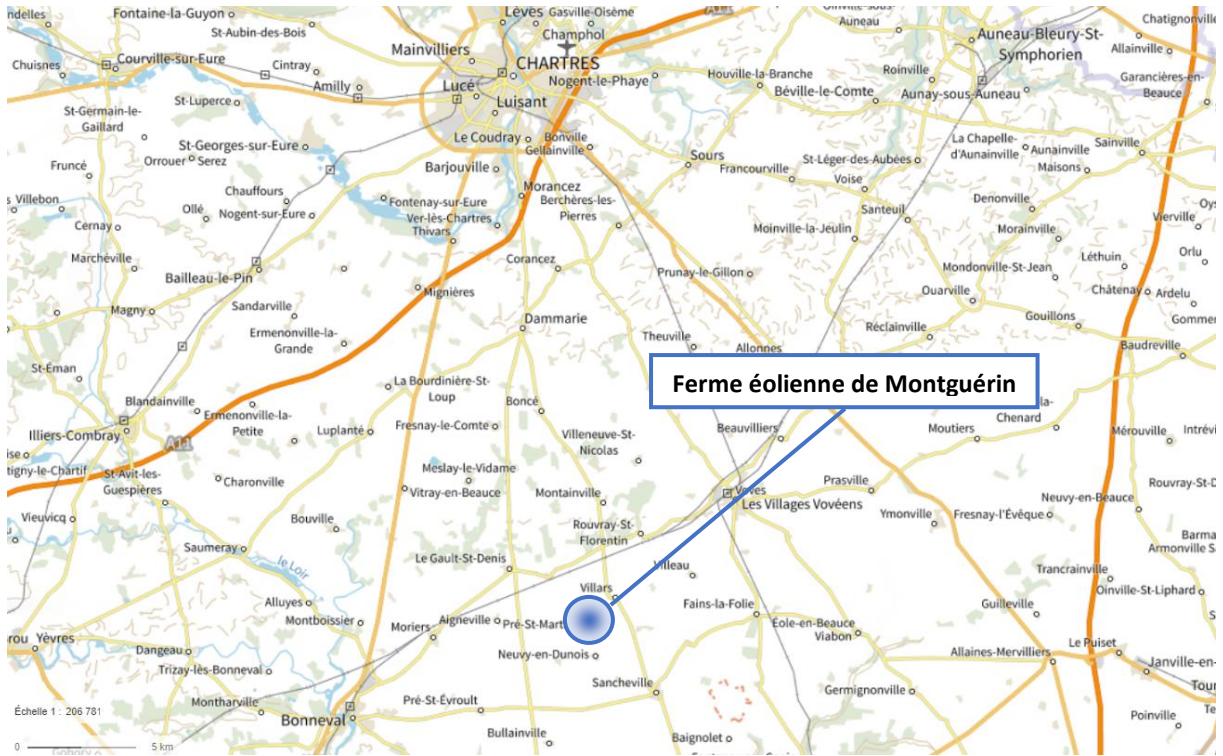 Fontaine-la-Guyon
St-Aubin-des-Bois
Lèves
Gasville-Oisème
Champhol
Auneau
Auneau-Bleury-St-
Symphorien
Chatignonville
Allainville
Mainvilliers
CHARTRES
Chuisnes
Courville-sur-Eure
Cintray
Amilly
Lucé
Nogent-le-Phaye
Houville-la-Branche
Roinville
Garancières-en-
Beauce
Béville-le-Comte
Aunay-sous-Auneau
St-Germain-le-
Gaillard
St-Luperce
Luisant
Le Coudray
Bonville
Gellainville
La Chapelle-
d'Aunainville
Aunainville
Maisons
Sainville
Fruncé
Orrouer
Serez
St-Georges-sur-Eure
Barjouville
Sours
Francourville
St-Léger-des-Aubées
Voise
Villebon
Ollé
Chauffours
Nogent-sur-Eure
Fontenay-sur-Eure
Ver-lès-Chartres
Thivars
Morancez
Berchères-les-
Pierres
Denonville
Santeuil
Vierville
Cernay
Moinville-la-Jeulin
Morainville
Marchéville
Bailleau-le-Pin
Corancez
Prunay-le-Gillon
Mondonville-St-Jean
Léthuin
Orlu
Mignières
Ouarville
Châtenay
Ardelu
Magny
Sandarville
Dammarie
Gouillons
Ermenonville-la-
Grande
Theuville
Allonnes
Réclainville
Baudreville
St-Éman
Ferme éolienne de Montguérin
La Bourdinière-St-
Loup
Blandainville
Ermenonville-la-
Petite
Boncé
Chenard
Illiers-Combray
A11
Luplanté
Fresnay-le-Comte
Villeneuve-St-
Nicolas
Beauvilliers
Moutiers
Mérouville
St-Avit-les-
Guespières
Charonville
Meslay-le-Vidame
Vitray-en-Beauce
Montainville
Voves
Les Villages Vovéens
Prasville
Neuvy-en-Beauce
Vieuvicq
Bouville
Rouvray-St-
Florentin
Ymonville
Fresnay-l'Évêque
Saumeray
le Loir
Le Gault-St-Denis
Villeau
Trancrainville
Oinville-St-Liphard
Alluyes
Montboissier
Villars
Fains-la-Folie
Guilleville
Yèvres
Moriers
Aigneville
Pré-St-Mart
Éole-en-Beauce
Viabon
Le Puiset
Dangeau
Trizay-lès-Bonneval
Neuvy-en-Dunois
Allaines-Mervilliers
Janville-en-
Montharville
Pré-St-Évroult
Sancheville
Germignonville
Échelle 1 : 206 781
Bonneval
Bullainville
Baignolet
Poinville
0
5 km